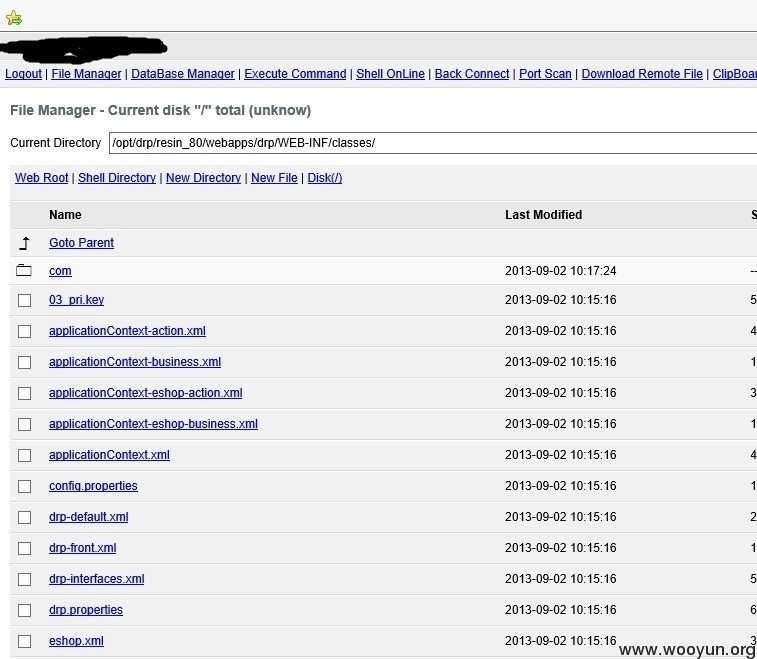 Logout | File Manager | DataBase Manager | Execute Command | Shell OnLine | Back Connect | Port Scan | Download Remote File | ClipBoar
File Manager - Current disk "/" total (unknow)
Current Directory /opt/drp/resin_80/webapps/drp/WEB-INF/classes/
Web Root | Shell Directory | New Directory | New File | Disk(/)
Name Last Modified S
Goto Parent
com 2013-09-02 10:17:24 --
03_pri.key 2013-09-02 10:15:16 5
applicationContext-action.xml 2013-09-02 10:15:16 4
applicationContext-business.xml 2013-09-02 10:15:16 1
applicationContext-eshop-action.xml 2013-09-02 10:15:16 3
applicationContext-eshop-business.xml 2013-09-02 10:15:16 1
applicationContext.xml 2013-09-02 10:15:16 4
config.properties 2013-09-02 10:15:16 1
drp-default.xml 2013-09-02 10:15:16 2
drp-front.xml 2013-09-02 10:15:16 1
drp-interfaces.xml 2013-09-02 10:15:16 5
drp.properties 2013-09-02 10:15:16 6
eshop.xml 2013-09-02 10:15:16 3
www.wooyun.org